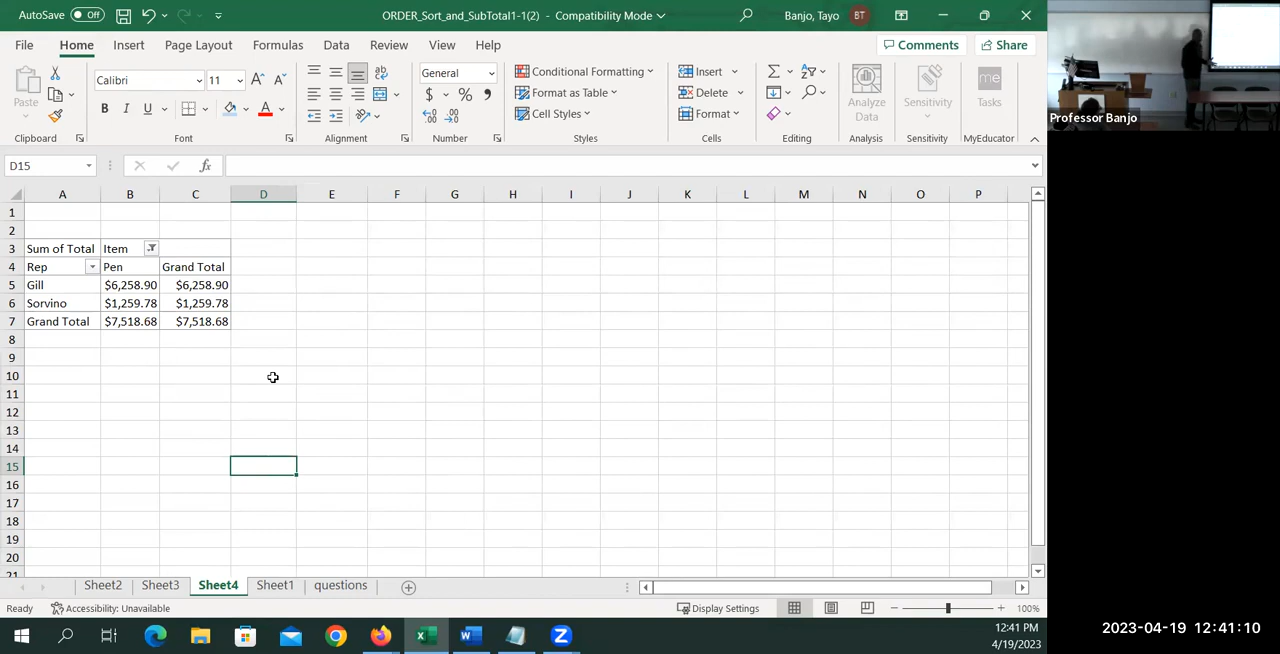 AutoSave Off ORDER_Sort_and_SubTotal1-1(2) - Compatibility Mode Banjo, Tayo BT
File Home Insert Page Layout Formulas Data Review View Help Comments Share
Paste Calibri 11 A A General Conditional Formatting Insert Analyze Data Sensitivity me Tasks
B I U A $ % Format as Table Delete
Cell Styles Format
Clipboard Font Alignment Number Styles Cells Editing Analysis Sensitivity MyEducator
Professor Banjo
D15 fx
A B C D E F G H I J K L M N O P
1
2
3 Sum of Total Item
4 Rep Pen Grand Total
5 Gill $6,258.90 $6,258.90
6 Sorvino $1,259.78 $1,259.78
7 Grand Total $7,518.68 $7,518.68
8
9
10
11
12
13
14
15
16
17
18
19
20
21
Sheet2 Sheet3 Sheet4 Sheet1 questions
Ready Accessibility: Unavailable Display Settings 100%
12:41 PM
4/19/2023
2023-04-19 12:41:10